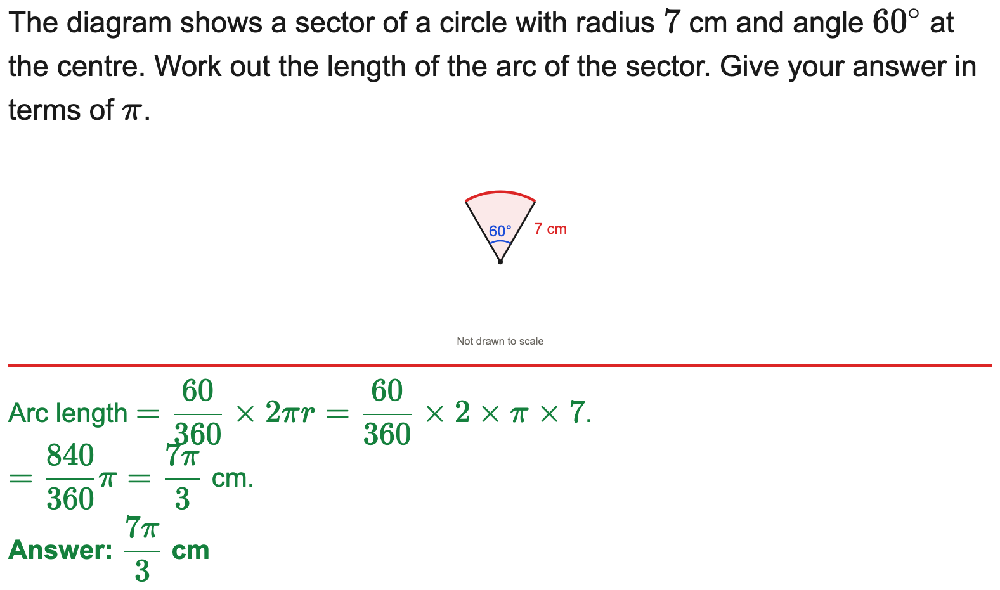 The diagram shows a sector of a circle with radius 7 cm and angle 60° at
the centre. Work out the length of the arc of the sector. Give your answer in
terms of π.
60°
7 cm
Not drawn to scale
Arc length = 60/360 × 2πr = 60/360 × 2 × π × 7.
= 840/360 π = 7π/3 cm.
Answer: 7π/3 cm